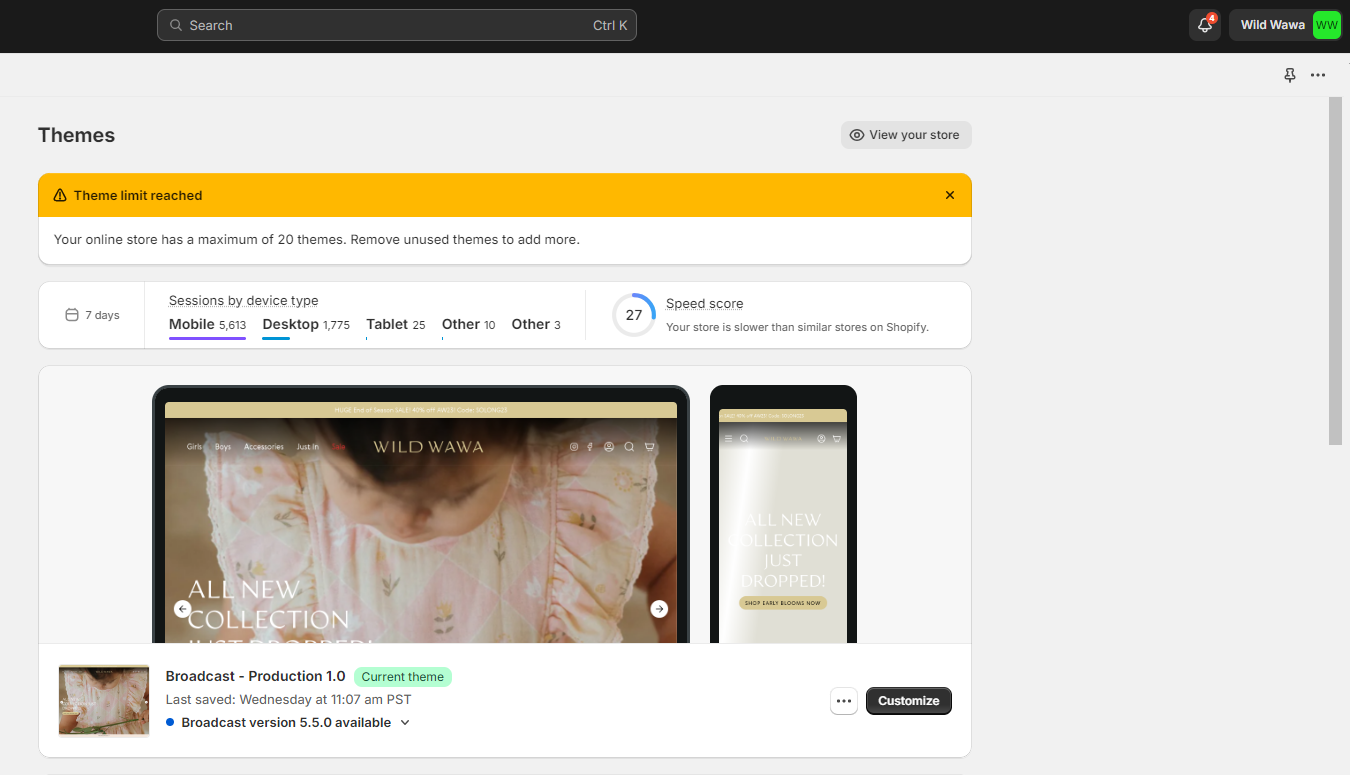 Search Ctrl K
4
Wild Wawa WW
Themes
View your store
Theme limit reached
Your online store has a maximum of 20 themes. Remove unused themes to add more.
7 days
Sessions by device type
Mobile 5,613 Desktop 1,775 Tablet 25 Other 10 Other 3
27
Speed score
Your store is slower than similar stores on Shopify.
HUGE End of Season SALE! 40% off AW23! Code: SOLONG23
Girls Boys Accessories Just In Sale WILD WAWA
ALL NEW
COLLECTION
JUST DROPPED!
WILD WAWA
ALL NEW
COLLECTION
JUST
DROPPED!
SHOP EARLY BLOOMS NOW
Broadcast - Production 1.0 Current theme
Last saved: Wednesday at 11:07 am PST
Broadcast version 5.5.0 available
Customize